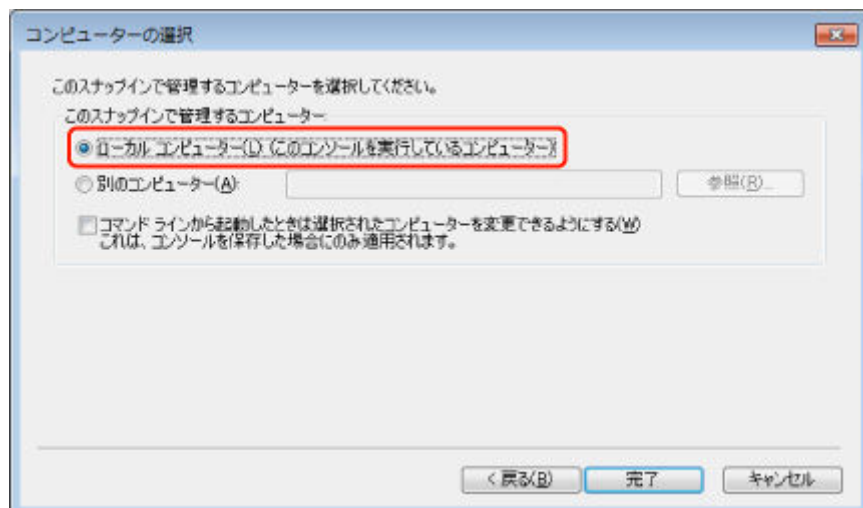 コンピューターの選択
このスナップインで管理するコンピューターを選択してください。
このスナップインで管理するコンピューター:
ローカル コンピューター(L): (このコンソールを実行しているコンピューター)
別のコンピューター(A):
参照(R)...
コマンド ラインから起動したときは選択されたコンピューターを変更できるようにする(W)
これは、コンソールを保存した場合にのみ適用されます。
< 戻る(B)
完了
キャンセル